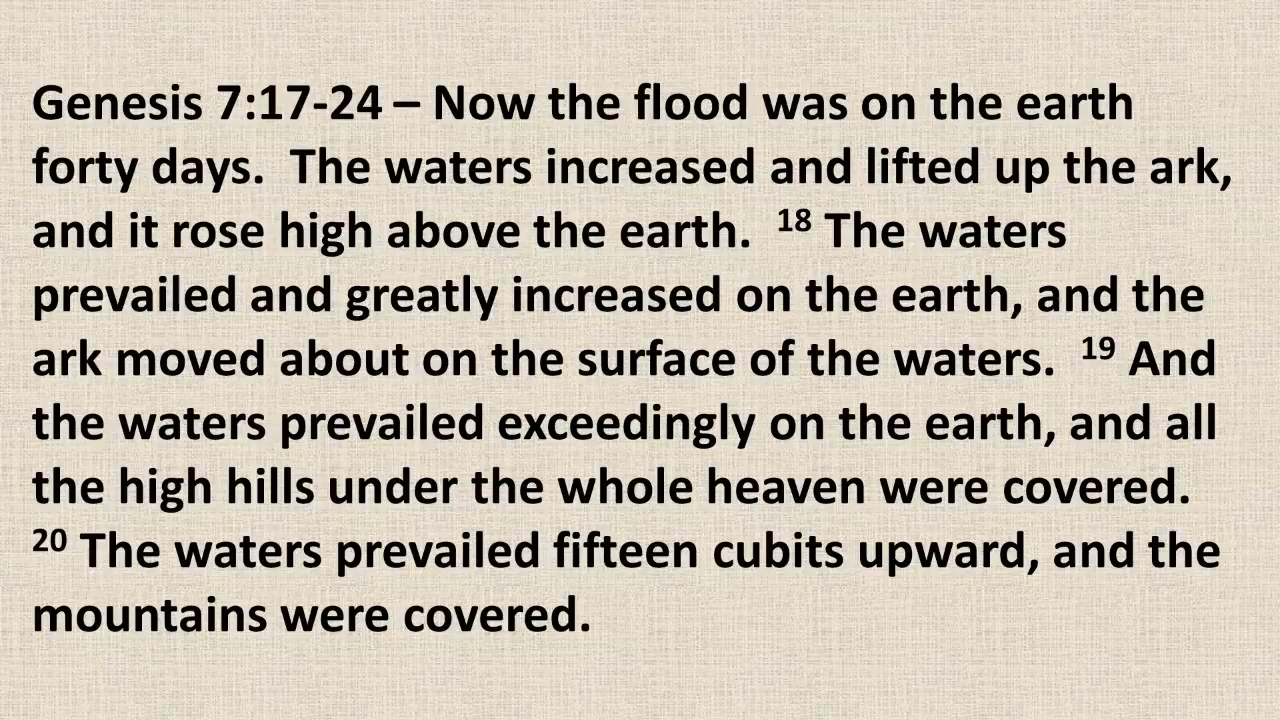 Genesis 7:17-24 – Now the flood was on the earth
forty days.  The waters increased and lifted up the ark,
and it rose high above the earth.  18 The waters
prevailed and greatly increased on the earth, and the
ark moved about on the surface of the waters.  19 And
the waters prevailed exceedingly on the earth, and all
the high hills under the whole heaven were covered.
20 The waters prevailed fifteen cubits upward, and the
mountains were covered.